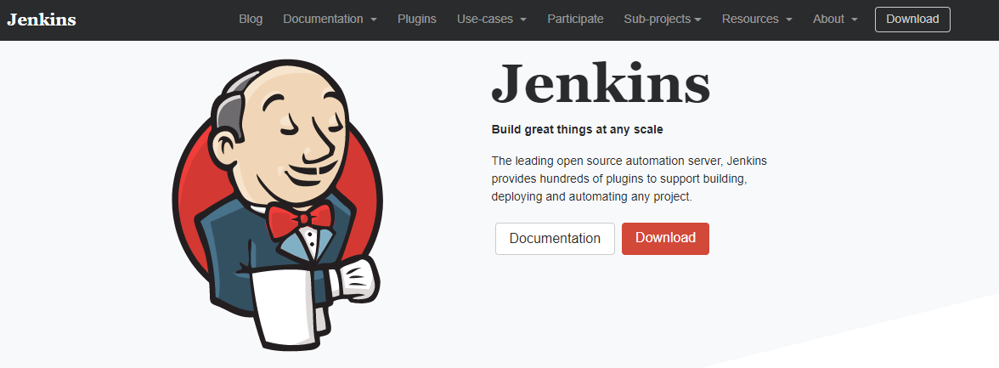 Jenkins Blog Documentation Plugins Use-cases Participate Sub-projects Resources About Download
Jenkins
Build great things at any scale
The leading open source automation server, Jenkins
provides hundreds of plugins to support building,
deploying and automating any project.
Documentation Download